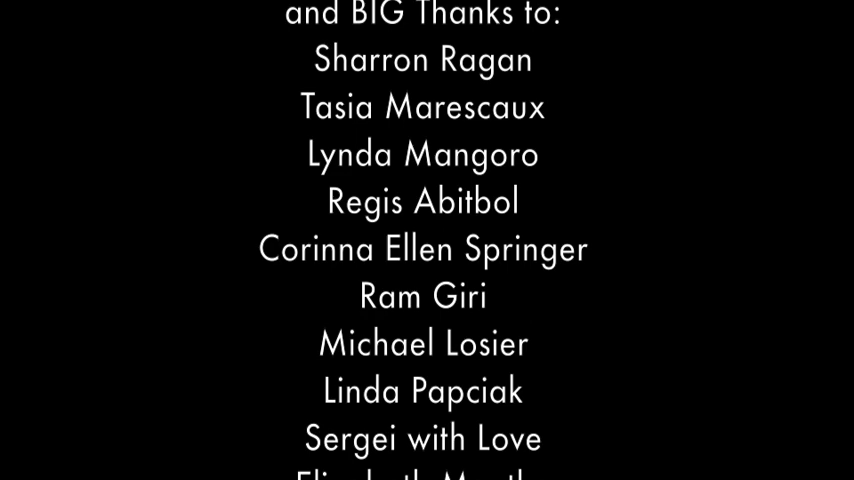 and BIG Thanks to:
Sharron Ragan
Tasia Marescaux
Lynda Mangoro
Regis Abitbol
Corinna Ellen Springer
Ram Giri
Michael Losier
Linda Papciak
Sergei with Love